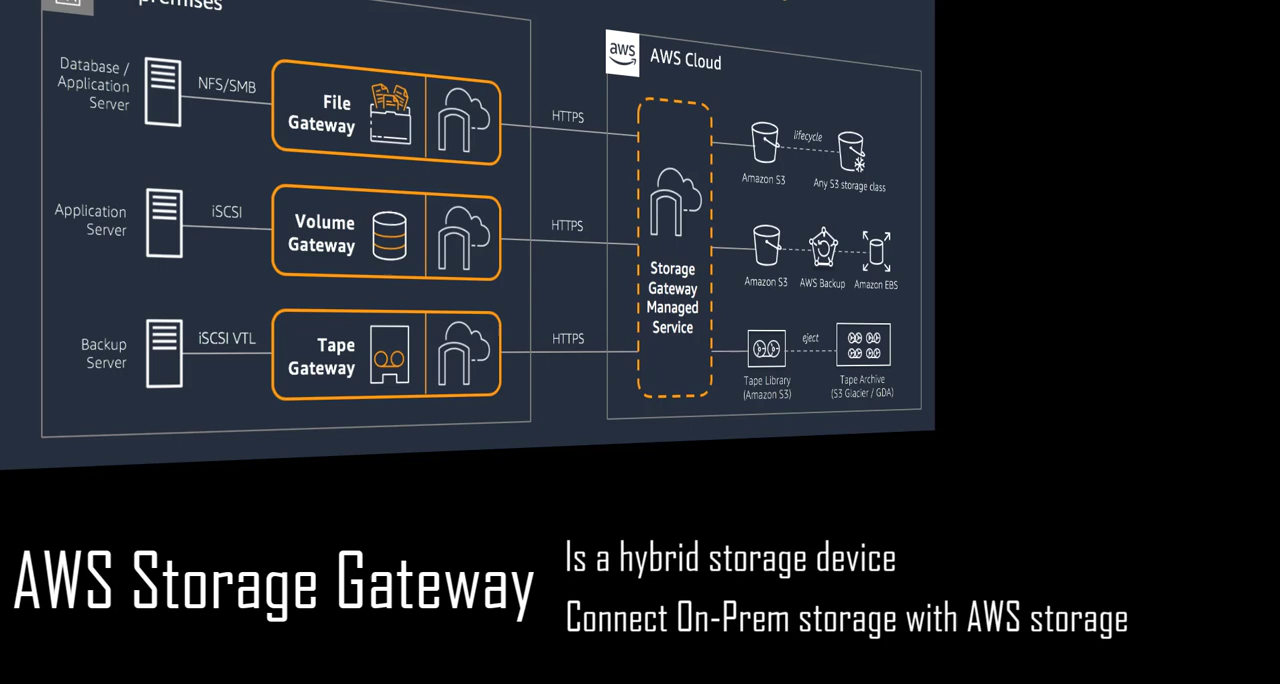 premises
aws
AWS Cloud
Database /
Application
Server
NFS/SMB
File
Gateway
HTTPS
Amazon S3
lifecycle
Any S3 storage class
Application
Server
iSCSI
Volume
Gateway
HTTPS
Storage
Gateway
Managed
Service
Amazon S3
AWS Backup
Amazon EBS
Backup
Server
iSCSI VTL
Tape
Gateway
HTTPS
eject
Tape Library
(Amazon S3)
Tape Archive
(S3 Glacier / GDA)
AWS Storage Gateway
Is a hybrid storage device
Connect On-Prem storage with AWS storage